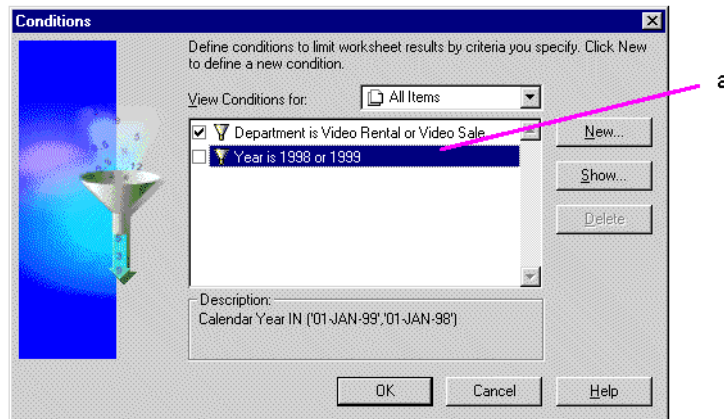 Conditions
Define conditions to limit worksheet results by criteria you specify. Click New
to define a new condition.
View Conditions for: All Items
Department is Video Rental or Video Sale
Year is 1998 or 1999
a
New...
Show...
Delete
Description:
Calendar Year IN ('01-JAN-99','01-JAN-98')
OK Cancel Help